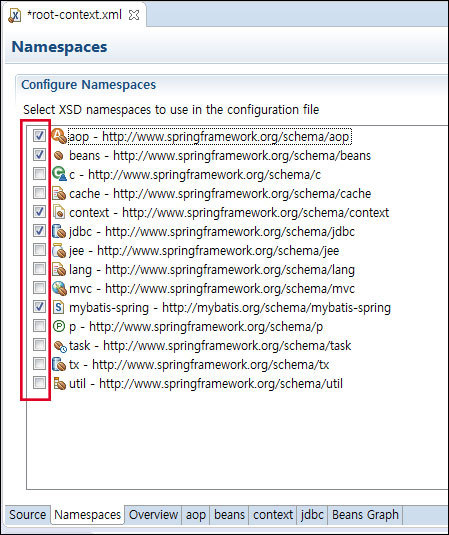 *root-context.xml
Namespaces
Configure Namespaces
Select XSD namespaces to use in the configuration file
aop - http://www.springframework.org/schema/aop
beans - http://www.springframework.org/schema/beans
c - http://www.springframework.org/schema/c
cache - http://www.springframework.org/schema/cache
context - http://www.springframework.org/schema/context
jdbc - http://www.springframework.org/schema/jdbc
jee - http://www.springframework.org/schema/jee
lang - http://www.springframework.org/schema/lang
mvc - http://www.springframework.org/schema/mvc
mybatis-spring - http://mybatis.org/schema/mybatis-spring
p - http://www.springframework.org/schema/p
task - http://www.springframework.org/schema/task
tx - http://www.springframework.org/schema/tx
util - http://www.springframework.org/schema/util
Source Namespaces Overview aop beans context jdbc Beans Graph